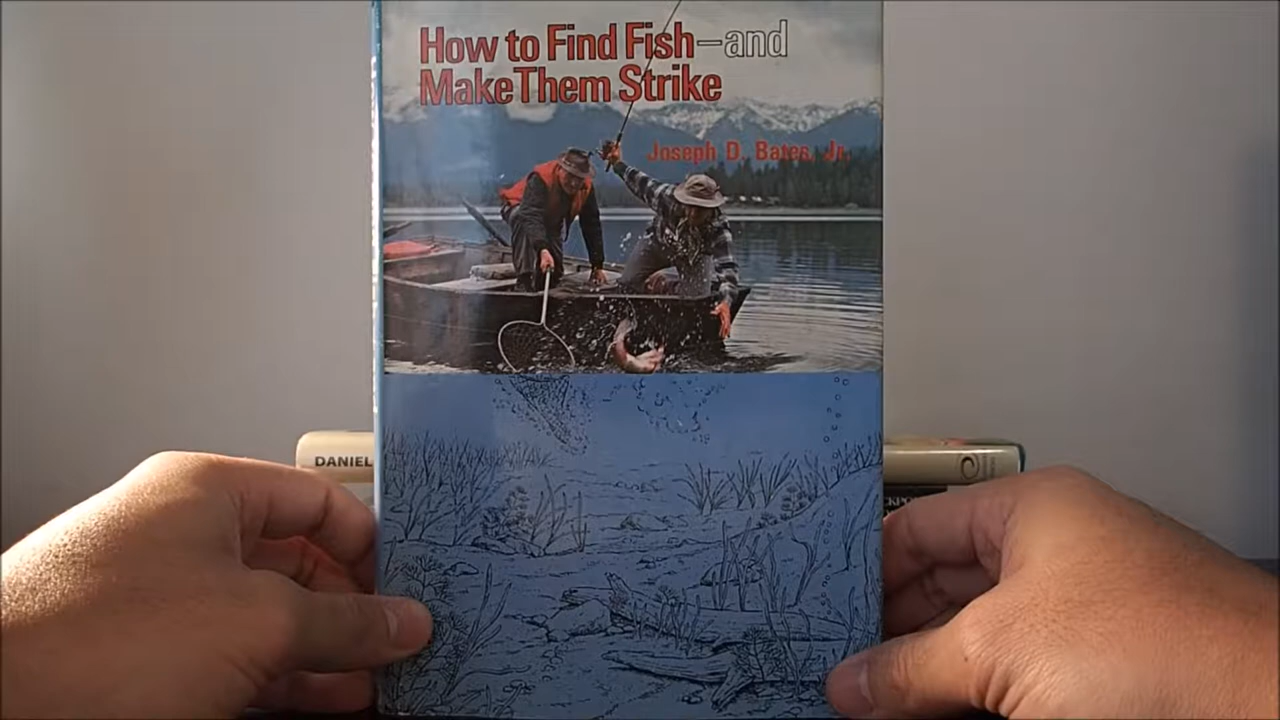 How to Find Fish—and
Make Them Strike
Joseph D. Bates, Jr.
DANIEL